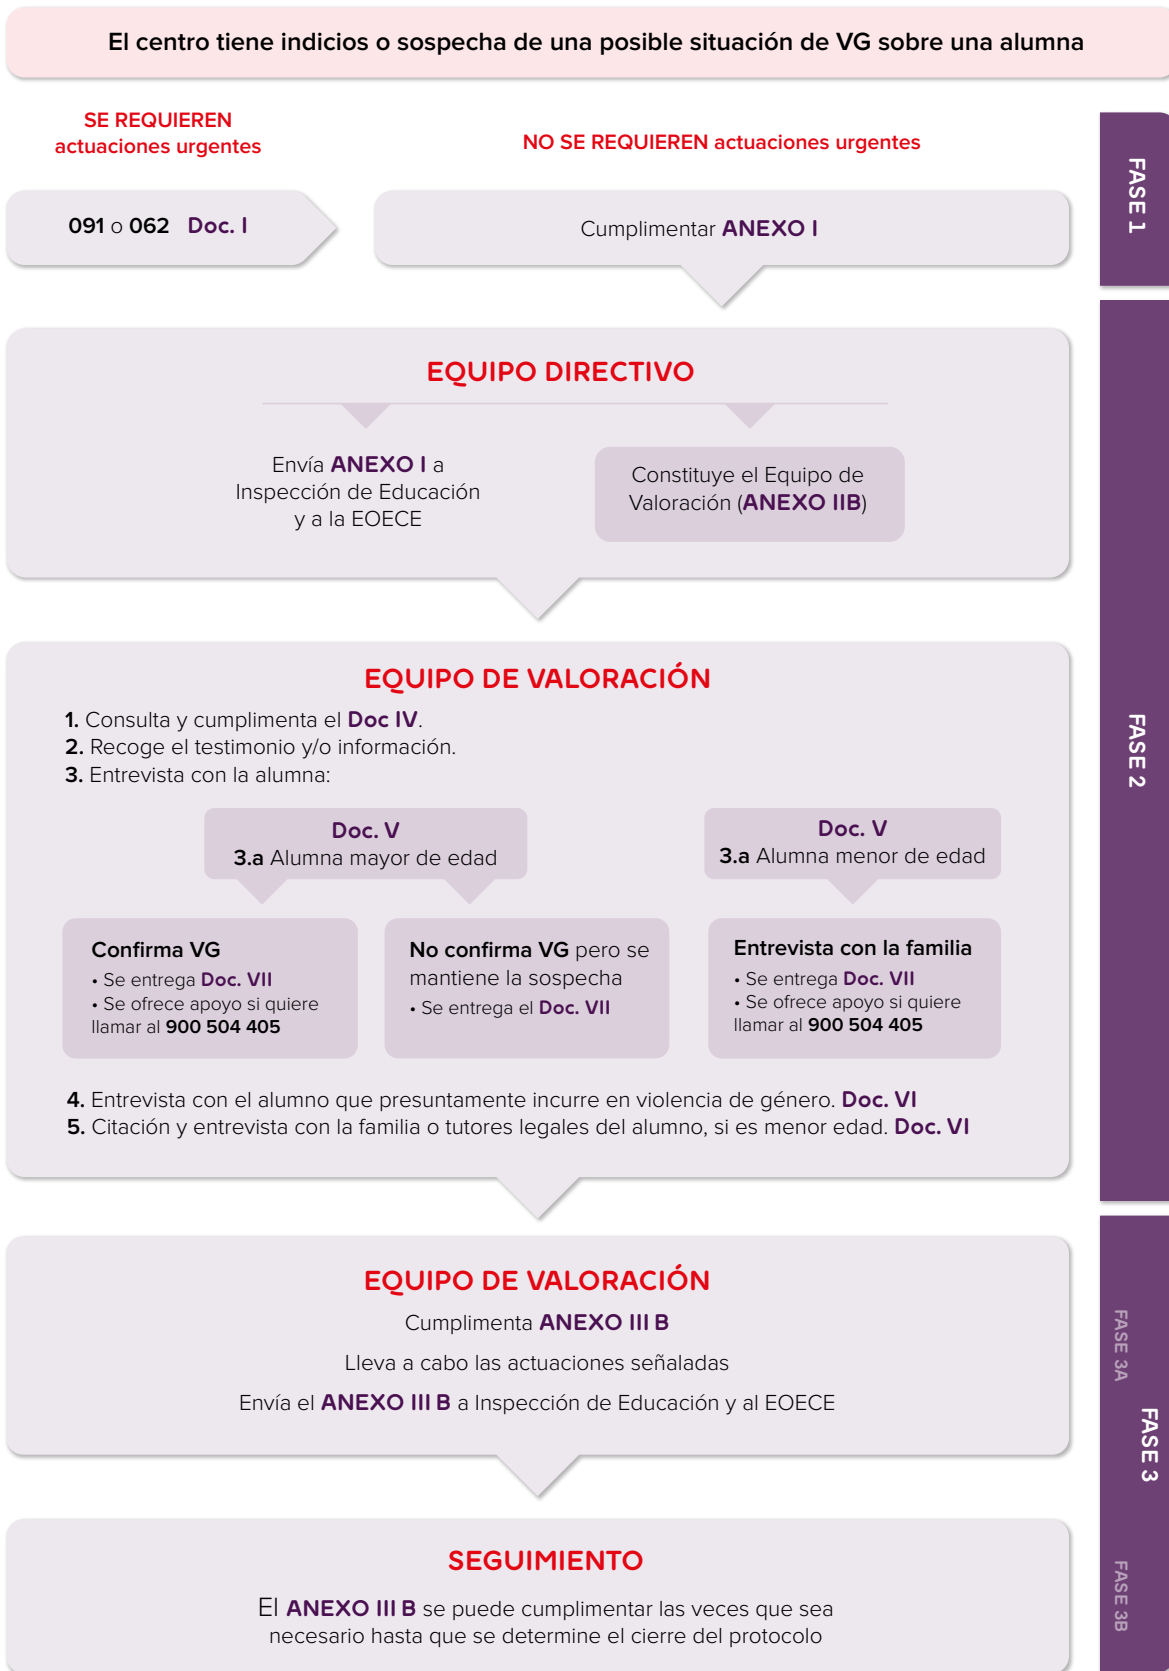 El centro tiene indicios o sospecha de una posible situación de VG sobre una alumna
SE REQUIEREN
actuaciones urgentes
NO SE REQUIEREN actuaciones urgentes
091 o 062 Doc. I
Cumplimentar ANEXO I
FASE 1
EQUIPO DIRECTIVO
Envía ANEXO I a
Inspección de Educación
y a la EOECE
Constituye el Equipo de
Valoración (ANEXO IIB)
EQUIPO DE VALORACIÓN
1. Consulta y cumplimenta el Doc IV.
2. Recoge el testimonio y/o información.
3. Entrevista con la alumna:
Doc. V
3.a Alumna mayor de edad
Doc. V
3.a Alumna menor de edad
Confirma VG
• Se entrega Doc. VII
• Se ofrece apoyo si quiere
llamar al 900 504 405
No confirma VG pero se
mantiene la sospecha
• Se entrega el Doc. VII
Entrevista con la familia
• Se entrega Doc. VII
• Se ofrece apoyo si quiere
llamar al 900 504 405
4. Entrevista con el alumno que presuntamente incurre en violencia de género. Doc. VI
5. Citación y entrevista con la familia o tutores legales del alumno, si es menor edad. Doc. VI
FASE 2
EQUIPO DE VALORACIÓN
Cumplimenta ANEXO III B
Lleva a cabo las actuaciones señaladas
Envía el ANEXO III B a Inspección de Educación y al EOECE
FASE 3A
FASE 3
SEGUIMIENTO
El ANEXO III B se puede cumplimentar las veces que sea
necesario hasta que se determine el cierre del protocolo
FASE 3B